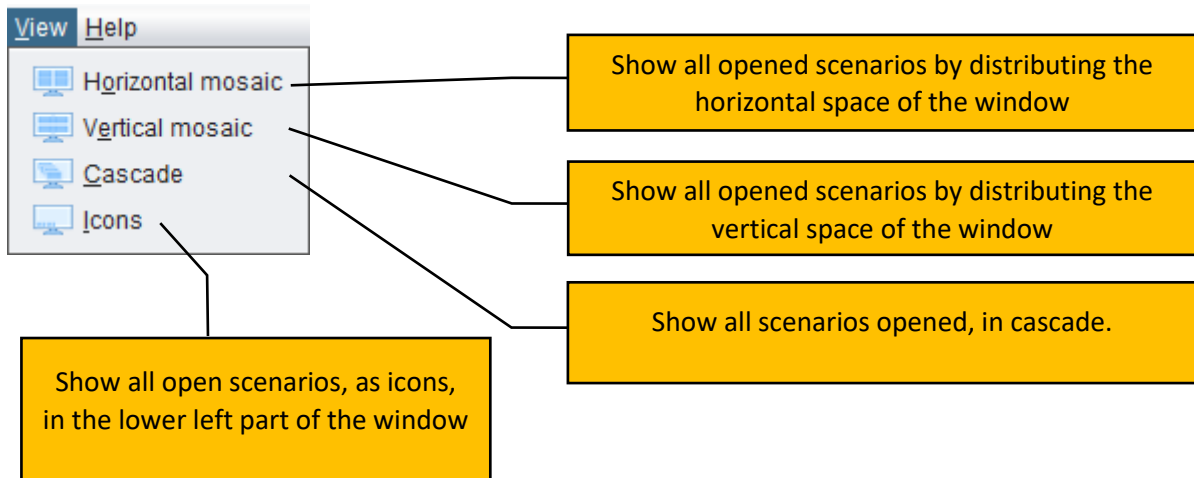 View Help
Horizontal mosaic
Vertical mosaic
Cascade
Icons
Show all opened scenarios by distributing the
horizontal space of the window
Show all opened scenarios by distributing the
vertical space of the window
Show all scenarios opened, in cascade.
Show all open scenarios, as icons,
in the lower left part of the window